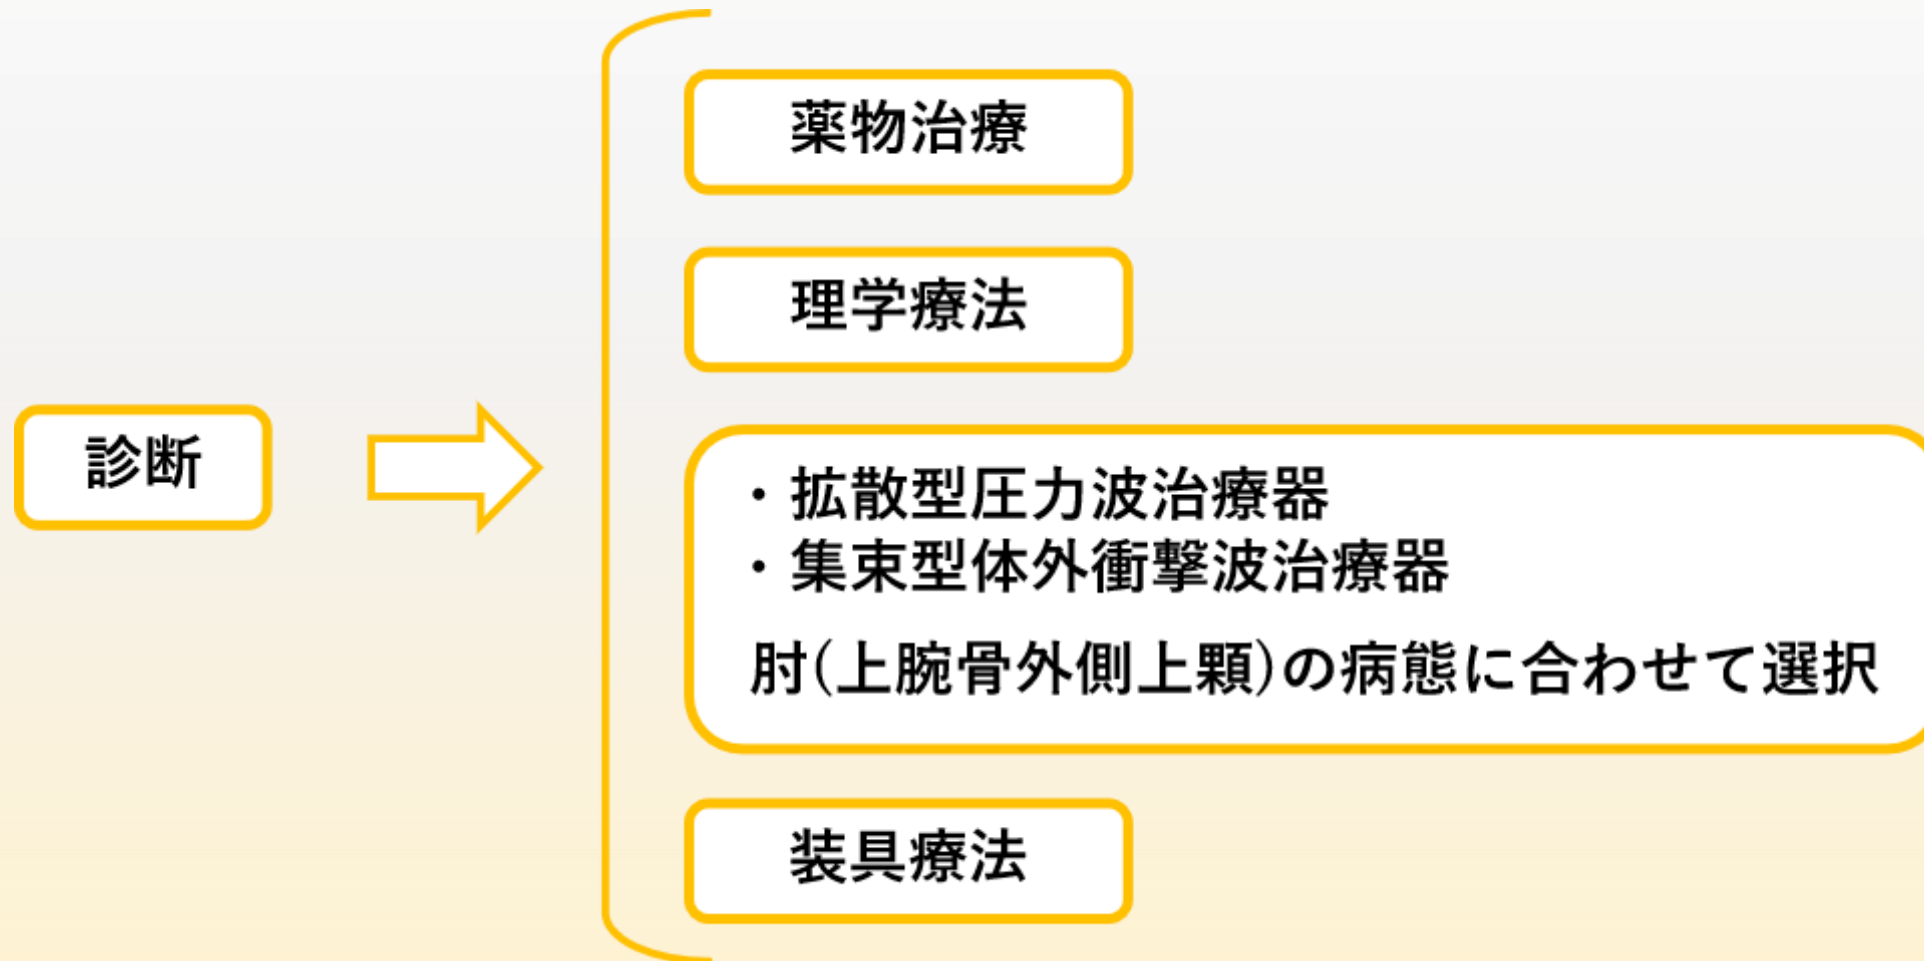 診断
薬物治療
理学療法
・拡散型圧力波治療器
・集束型体外衝撃波治療器
肘(上腕骨外側上顆)の病態に合わせて選択
装具療法